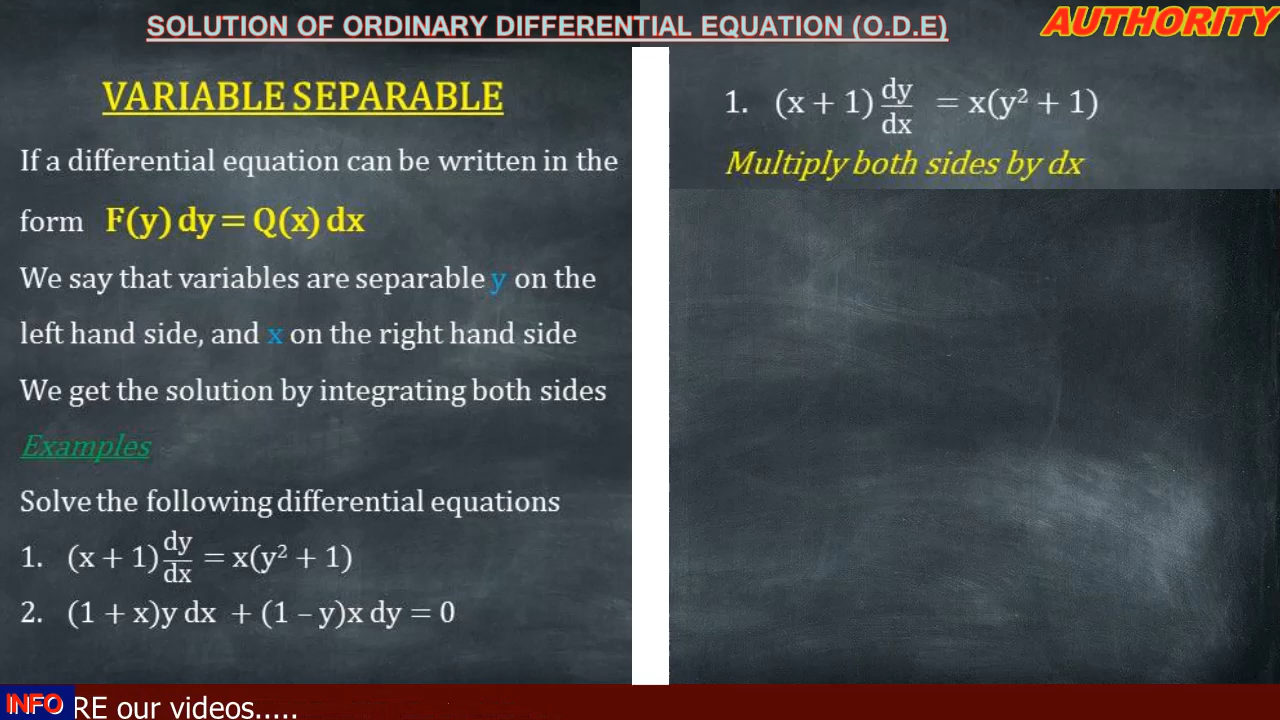 SOLUTION OF ORDINARY DIFFERENTIAL EQUATION (O.D.E)
AUTHORITY
VARIABLE SEPARABLE
If a differential equation can be written in the
form F(y) dy = Q(x) dx
We say that variables are separable y on the
left hand side, and x on the right hand side
We get the solution by integrating both sides
Examples
Solve the following differential equations
1. (x + 1) dy/dx = x(y² + 1)
2. (1 + x)y dx + (1 – y)x dy = 0
1. (x + 1) dy/dx = x(y² + 1)
Multiply both sides by dx
INFO RE our videos.....